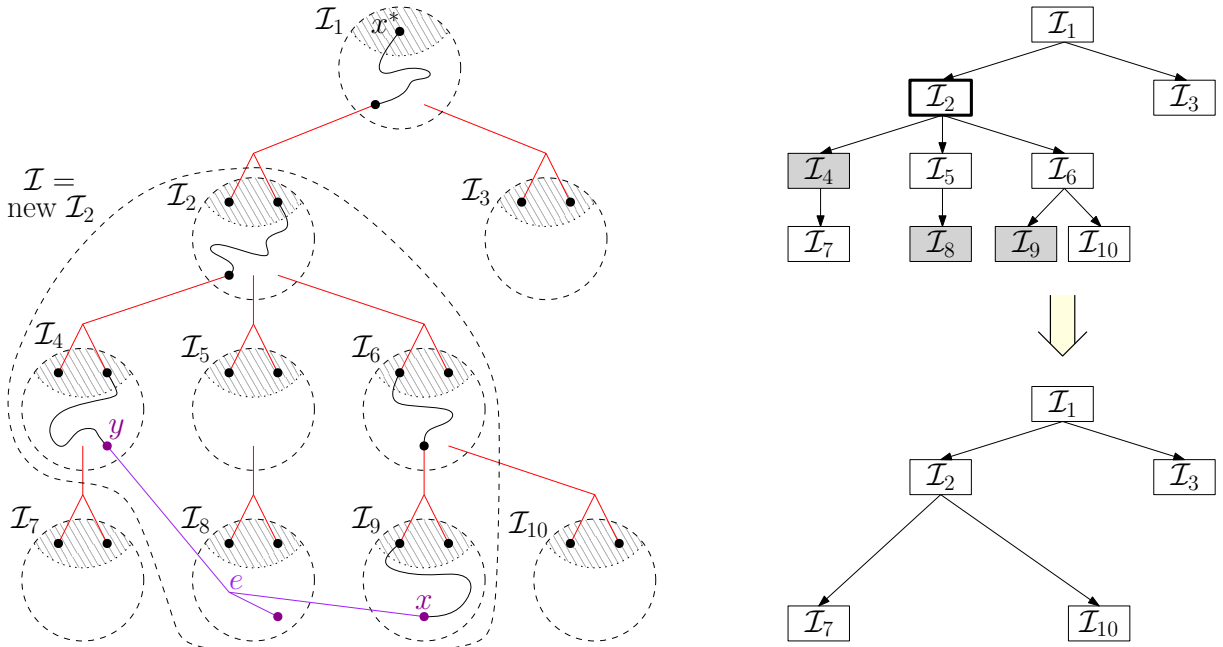 𝓘₁
x*
𝓘 =
new 𝓘₂
𝓘₂
𝓘₃
𝓘₄
𝓘₅
𝓘₆
y
𝓘₇
𝓘₈
𝓘₉
𝓘₁₀
e
x
𝓘₁
𝓘₂
𝓘₃
𝓘₄
𝓘₅
𝓘₆
𝓘₇
𝓘₈
𝓘₉
𝓘₁₀
𝓘₁
𝓘₂
𝓘₃
𝓘₇
𝓘₁₀